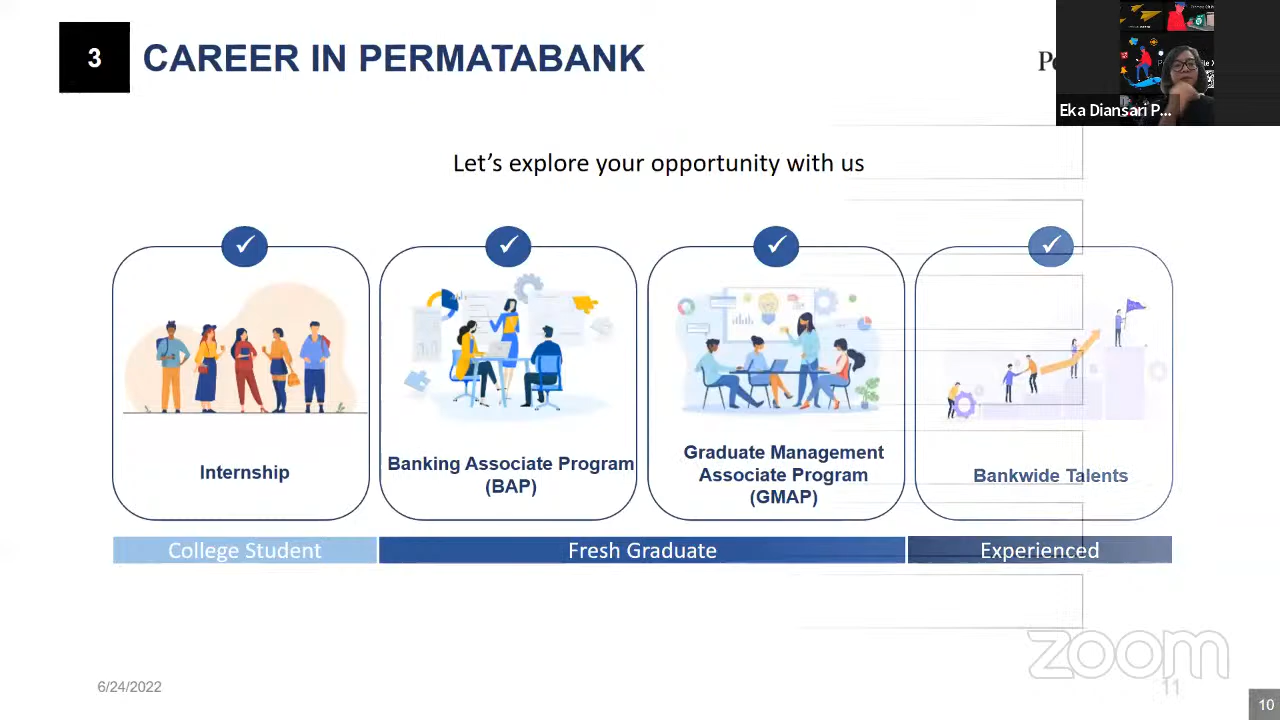 3
CAREER IN PERMATABANK
Eka Diansari P...
Let's explore your opportunity with us
Internship
Banking Associate Program
(BAP)
Graduate Management
Associate Program
(GMAP)
Bankwide Talents
College Student
Fresh Graduate
Experienced
zoom
6/24/2022
11
10